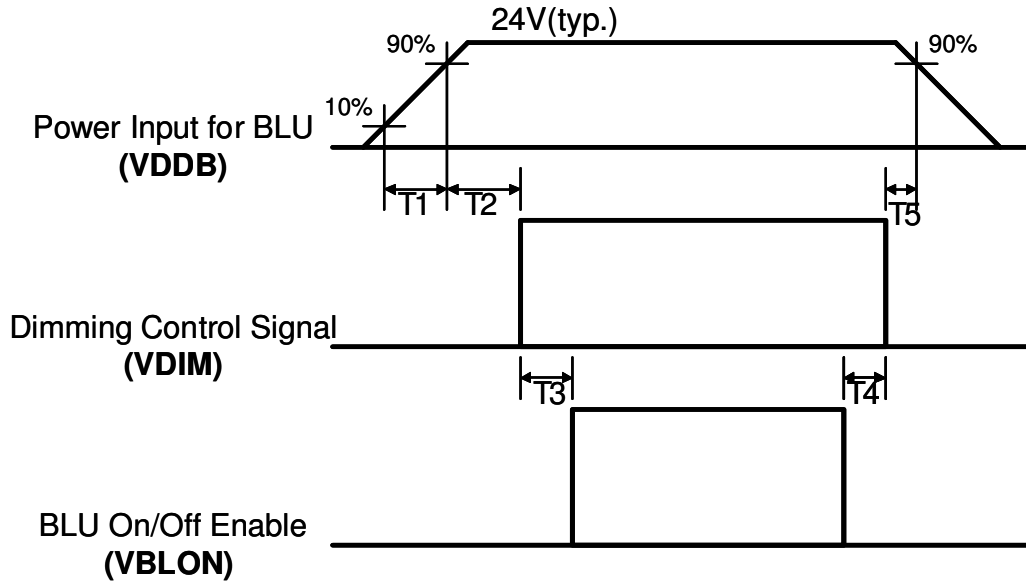 24V(typ.)
90%
90%
10%
Power Input for BLU
(VDDB)
T1
T2
T5
Dimming Control Signal
(VDIM)
T3
T4
BLU On/Off Enable
(VBLON)